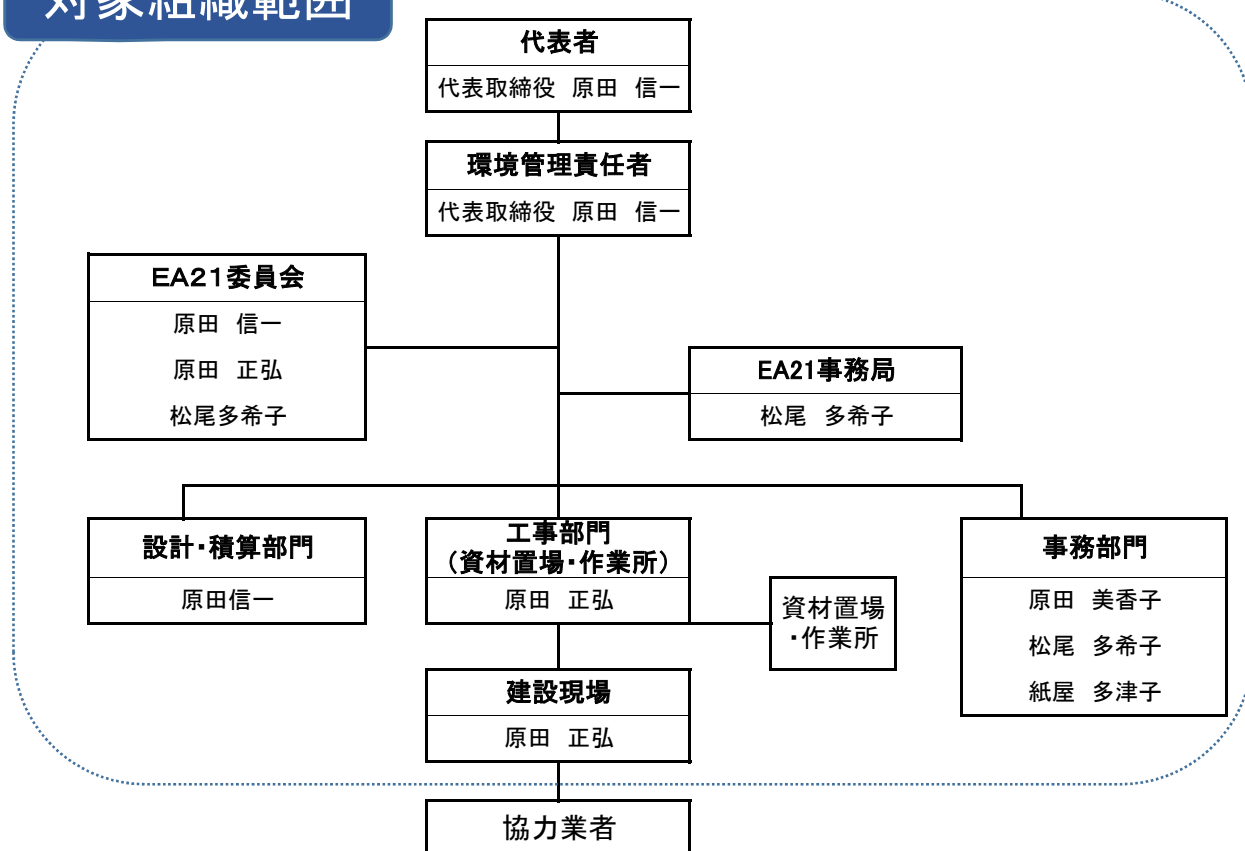 対象組織範囲
代表者
代表取締役　原田　信一
環境管理責任者
代表取締役　原田　信一
EA21委員会
原田　信一
原田　正弘
松尾多希子
EA21事務局
松尾　多希子
設計・積算部門
原田信一
工事部門
（資材置場・作業所）
原田　正弘
資材置場
・作業所
事務部門
原田　美香子
松尾　多希子
紙屋　多津子
建設現場
原田　正弘
協力業者